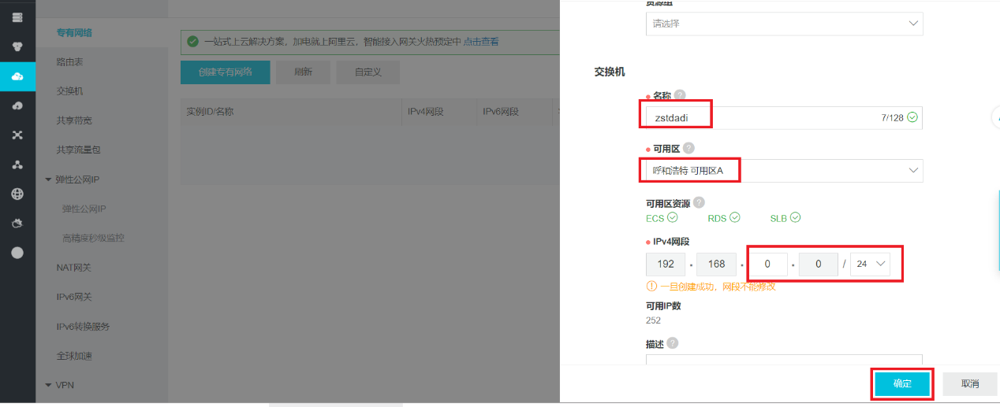 专有网络
路由表
交换机
共享带宽
共享流量包
弹性公网IP
弹性公网IP
高精度秒级监控
NAT网关
IPv6网关
IPv6转换服务
全球加速
VPN
一站式上云解决方案，加电就上阿里云，智能接入网关火热预定中 点击查看
创建专有网络 刷新 自定义
实例ID/名称 IPv4网段 IPv6网段
资源组
请选择
交换机
名称
zstdadi 7/128
可用区
呼和浩特 可用区A
可用区资源
ECS RDS SLB
IPv4网段
192 . 168 . 0 . 0 / 24
一旦创建成功，网段不能修改
可用IP数
252
描述
确定 取消